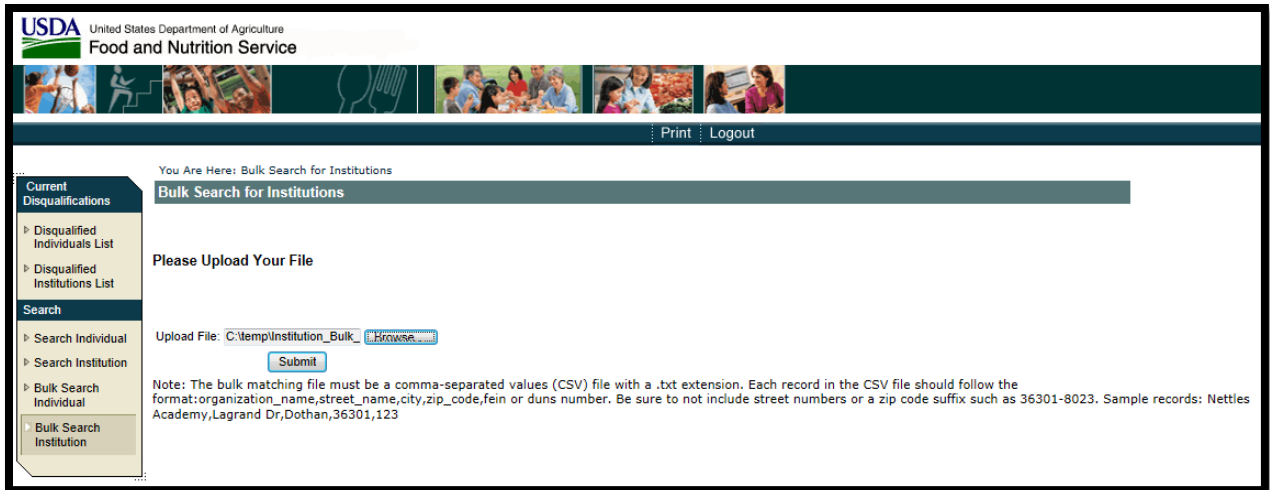 USDA United States Department of Agriculture
Food and Nutrition Service
Print Logout
You Are Here: Bulk Search for Institutions
Bulk Search for Institutions
Current
Disqualifications
Disqualified
Individuals List
Disqualified
Institutions List
Search
Search Individual
Search Institution
Bulk Search
Individual
Bulk Search
Institution
Please Upload Your File
Upload File: C:\temp\Institution_Bulk_ Browse...
Submit
Note: The bulk matching file must be a comma-separated values (CSV) file with a .txt extension. Each record in the CSV file should follow the
format:organization_name,street_name,city,zip_code,fein or duns number. Be sure to not include street numbers or a zip code suffix such as 36301-8023. Sample records: Nettles
Academy,Lagrand Dr,Dothan,36301,123